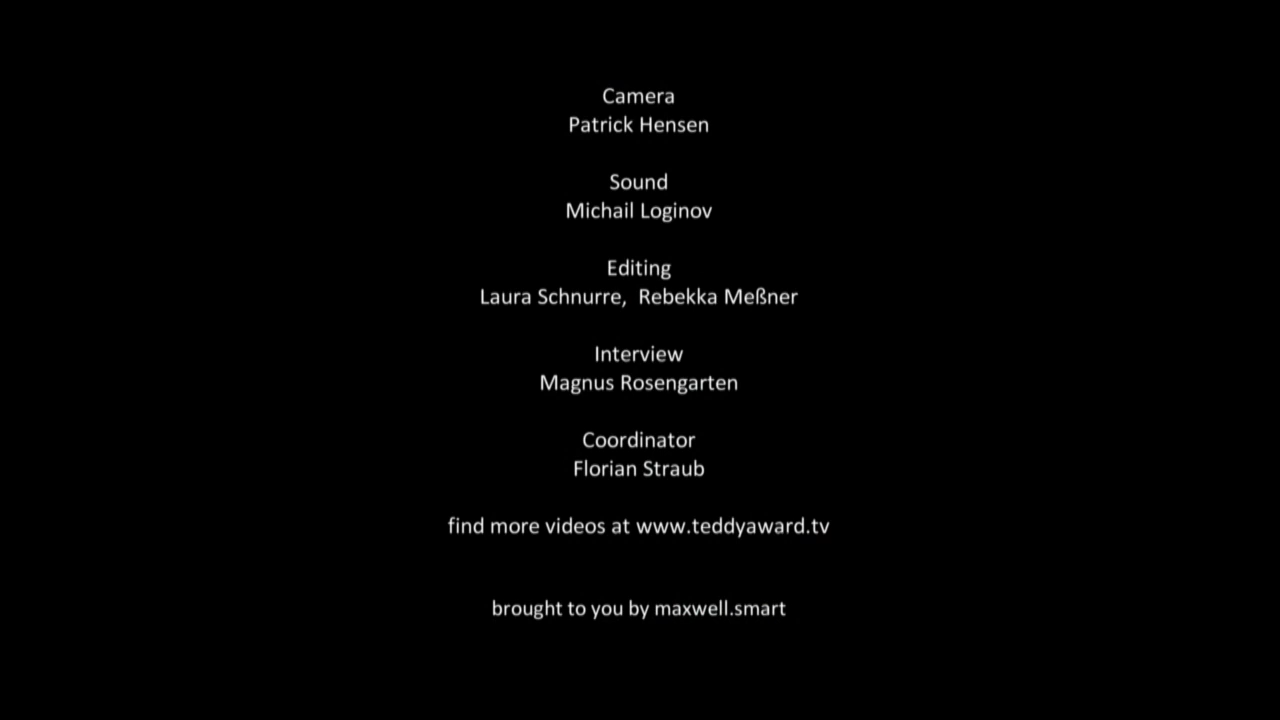 Camera
Patrick Hensen
Sound
Michail Loginov
Editing
Laura Schnurre,  Rebekka Meßner
Interview
Magnus Rosengarten
Coordinator
Florian Straub
find more videos at www.teddyaward.tv
brought to you by maxwell.smart